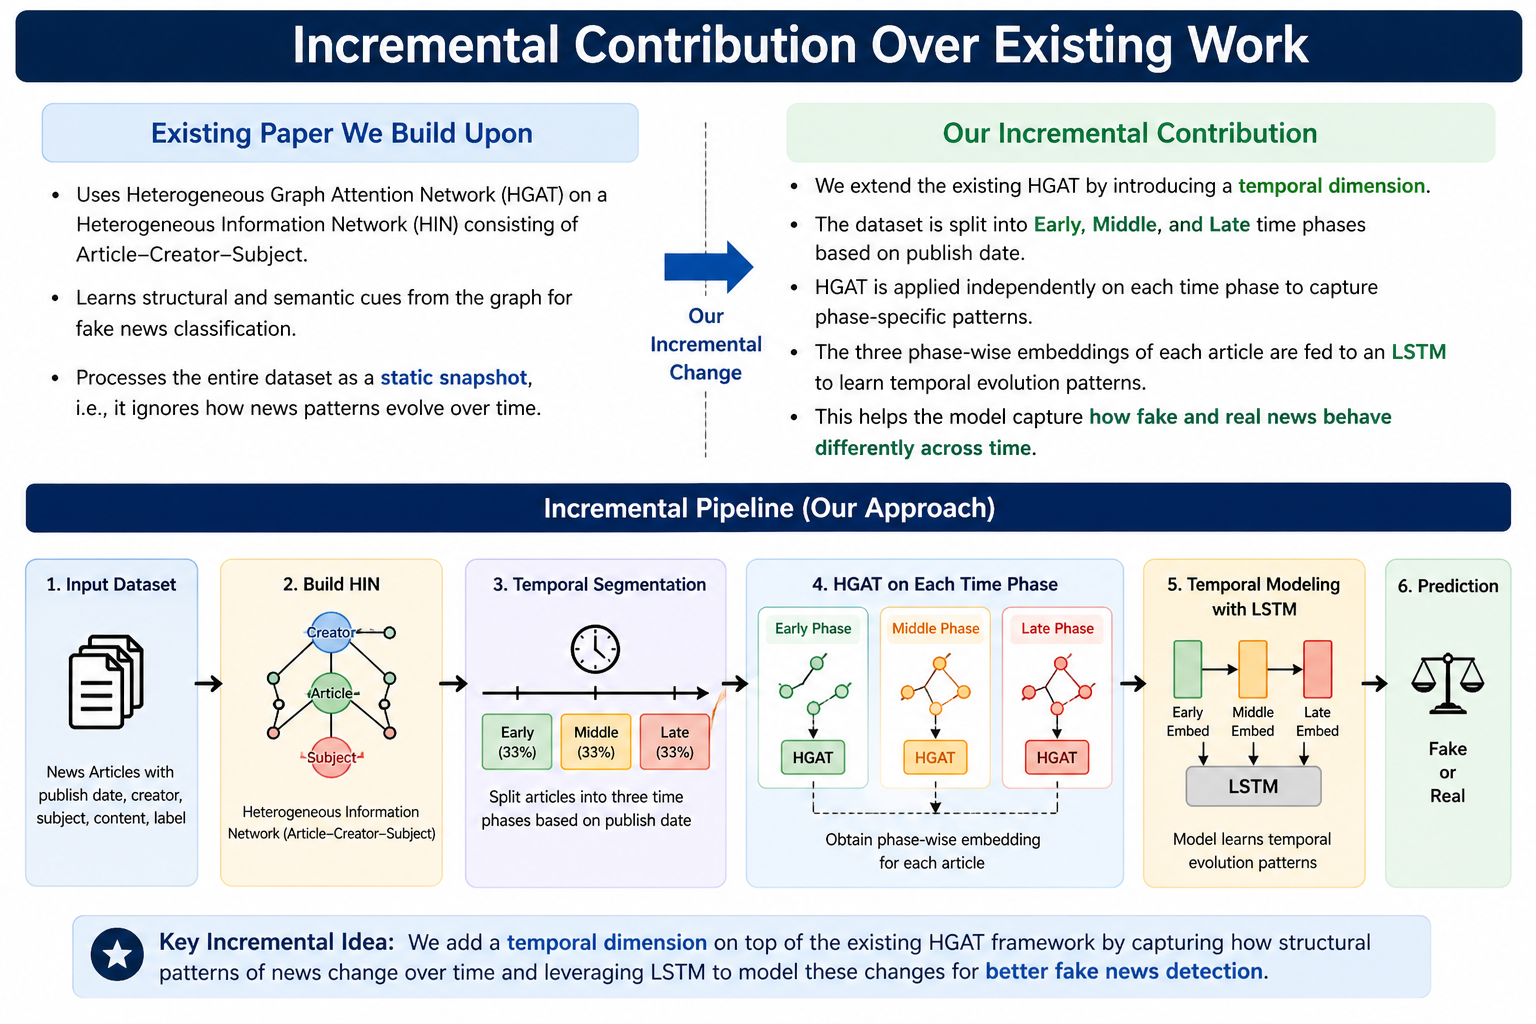 Incremental Contribution Over Existing Work
Existing Paper We Build Upon
• Uses Heterogeneous Graph Attention Network (HGAT) on a
Heterogeneous Information Network (HIN) consisting of
Article–Creator–Subject.
• Learns structural and semantic cues from the graph for
fake news classification.
• Processes the entire dataset as a static snapshot,
i.e., it ignores how news patterns evolve over time.
Our
Incremental
Change
Our Incremental Contribution
• We extend the existing HGAT by introducing a temporal dimension.
• The dataset is split into Early, Middle, and Late time phases
based on publish date.
• HGAT is applied independently on each time phase to capture
phase-specific patterns.
• The three phase-wise embeddings of each article are fed to an LSTM
to learn temporal evolution patterns.
• This helps the model capture how fake and real news behave
differently across time.
Incremental Pipeline (Our Approach)
1. Input Dataset
News Articles with
publish date, creator,
subject, content, label
2. Build HIN
Creator
Article
Subject
Heterogeneous Information
Network (Article–Creator–Subject)
3. Temporal Segmentation
Early
(33%)
Middle
(33%)
Late
(33%)
Split articles into three time
phases based on publish date
4. HGAT on Each Time Phase
Early Phase
HGAT
Middle Phase
HGAT
Late Phase
HGAT
Obtain phase-wise embedding
for each article
5. Temporal Modeling
with LSTM
Early
Embed
Middle
Embed
Late
Embed
LSTM
Model learns temporal
evolution patterns
6. Prediction
Fake
or
Real
Key Incremental Idea: We add a temporal dimension on top of the existing HGAT framework by capturing how structural
patterns of news change over time and leveraging LSTM to model these changes for better fake news detection.